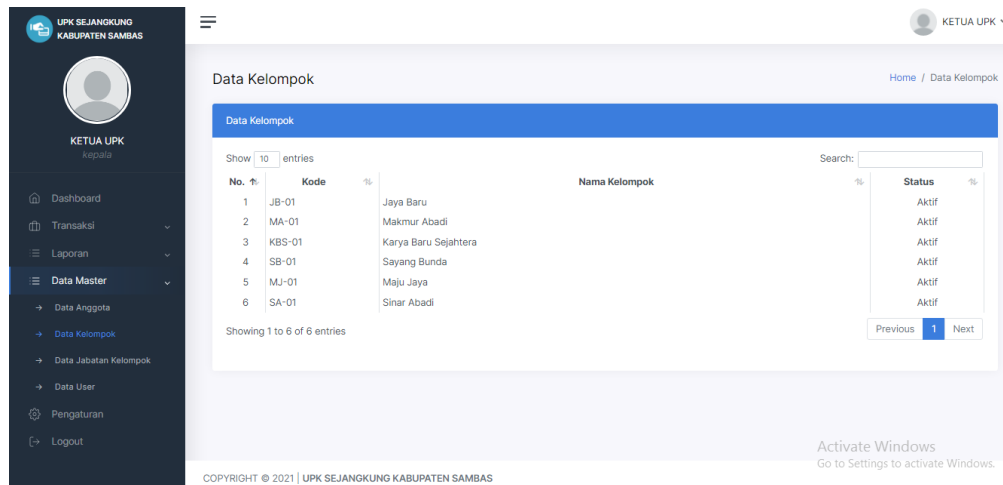 UPK SEJANGKUNG
KABUPATEN SAMBAS
KETUA UPK
KETUA UPK
kepala
Dashboard
Transaksi
Laporan
Data Master
Data Anggota
Data Kelompok
Data Jabatan Kelompok
Data User
Pengaturan
Logout
Data Kelompok
Home / Data Kelompok
Data Kelompok
Show 10 entries
Search:
No. Kode Nama Kelompok Status
1 JB-01 Jaya Baru Aktif
2 MA-01 Makmur Abadi Aktif
3 KBS-01 Karya Baru Sejahtera Aktif
4 SB-01 Sayang Bunda Aktif
5 MJ-01 Maju Jaya Aktif
6 SA-01 Sinar Abadi Aktif
Showing 1 to 6 of 6 entries
Previous 1 Next
Activate Windows
Go to Settings to activate Windows.
COPYRIGHT © 2021 | UPK SEJANGKUNG KABUPATEN SAMBAS